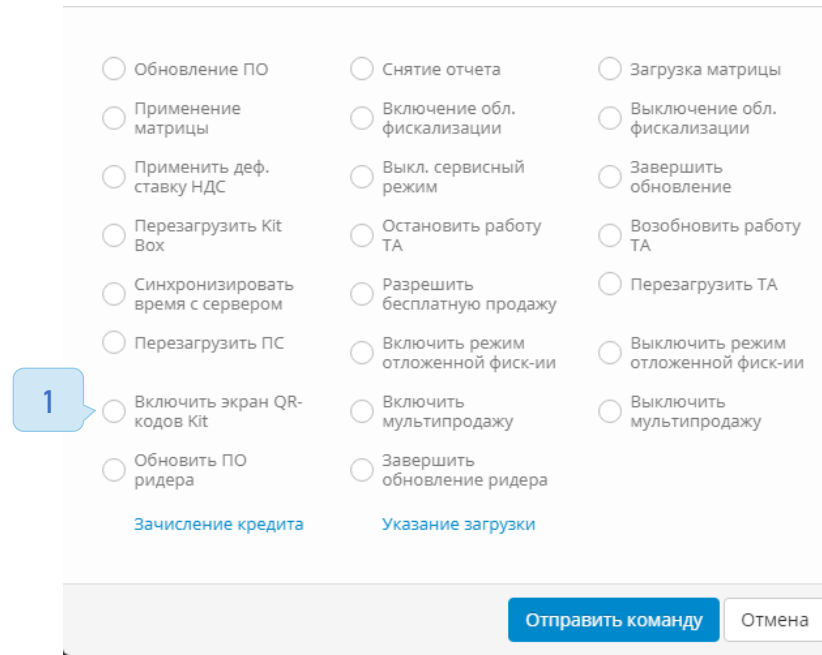 Обновление ПО
Снятие отчета
Загрузка матрицы
Применение
матрицы
Включение обл.
фискализации
Выключение обл.
фискализации
Применить деф.
ставку НДС
Выкл. сервисный
режим
Завершить
обновление
Перезагрузить Kit
Box
Остановить работу
ТА
Возобновить работу
ТА
Синхронизировать
время с сервером
Разрешить
бесплатную продажу
Перезагрузить ТА
Перезагрузить ПС
Включить режим
отложенной фиск-ии
Выключить режим
отложенной фиск-ии
1
Включить экран QR-
кодов Kit
Включить
мультипродажу
Выключить
мультипродажу
Обновить ПО
ридера
Завершить
обновление ридера
Зачисление кредита
Указание загрузки
Отправить команду
Отмена